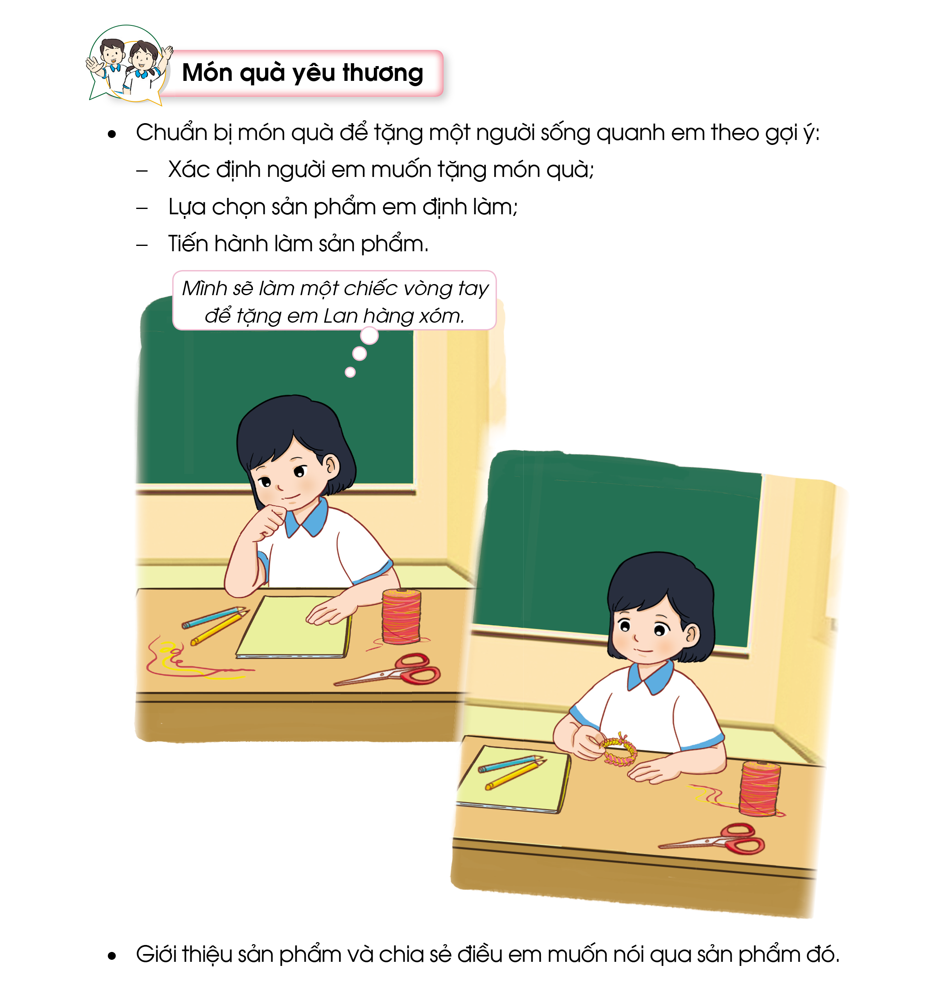 Món quà yêu thương
• Chuẩn bị món quà để tặng một người sống quanh em theo gợi ý:
– Xác định người em muốn tặng món quà;
– Lựa chọn sản phẩm em định làm;
– Tiến hành làm sản phẩm.
Mình sẽ làm một chiếc vòng tay
để tặng em Lan hàng xóm.
• Giới thiệu sản phẩm và chia sẻ điều em muốn nói qua sản phẩm đó.